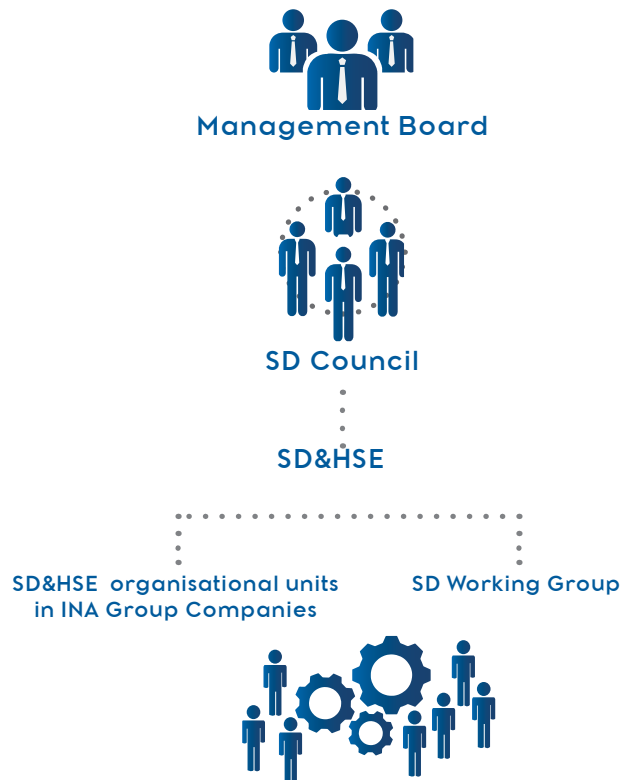 Management Board
SD Council
SD&HSE
SD&HSE organisational units
in INA Group Companies
SD Working Group